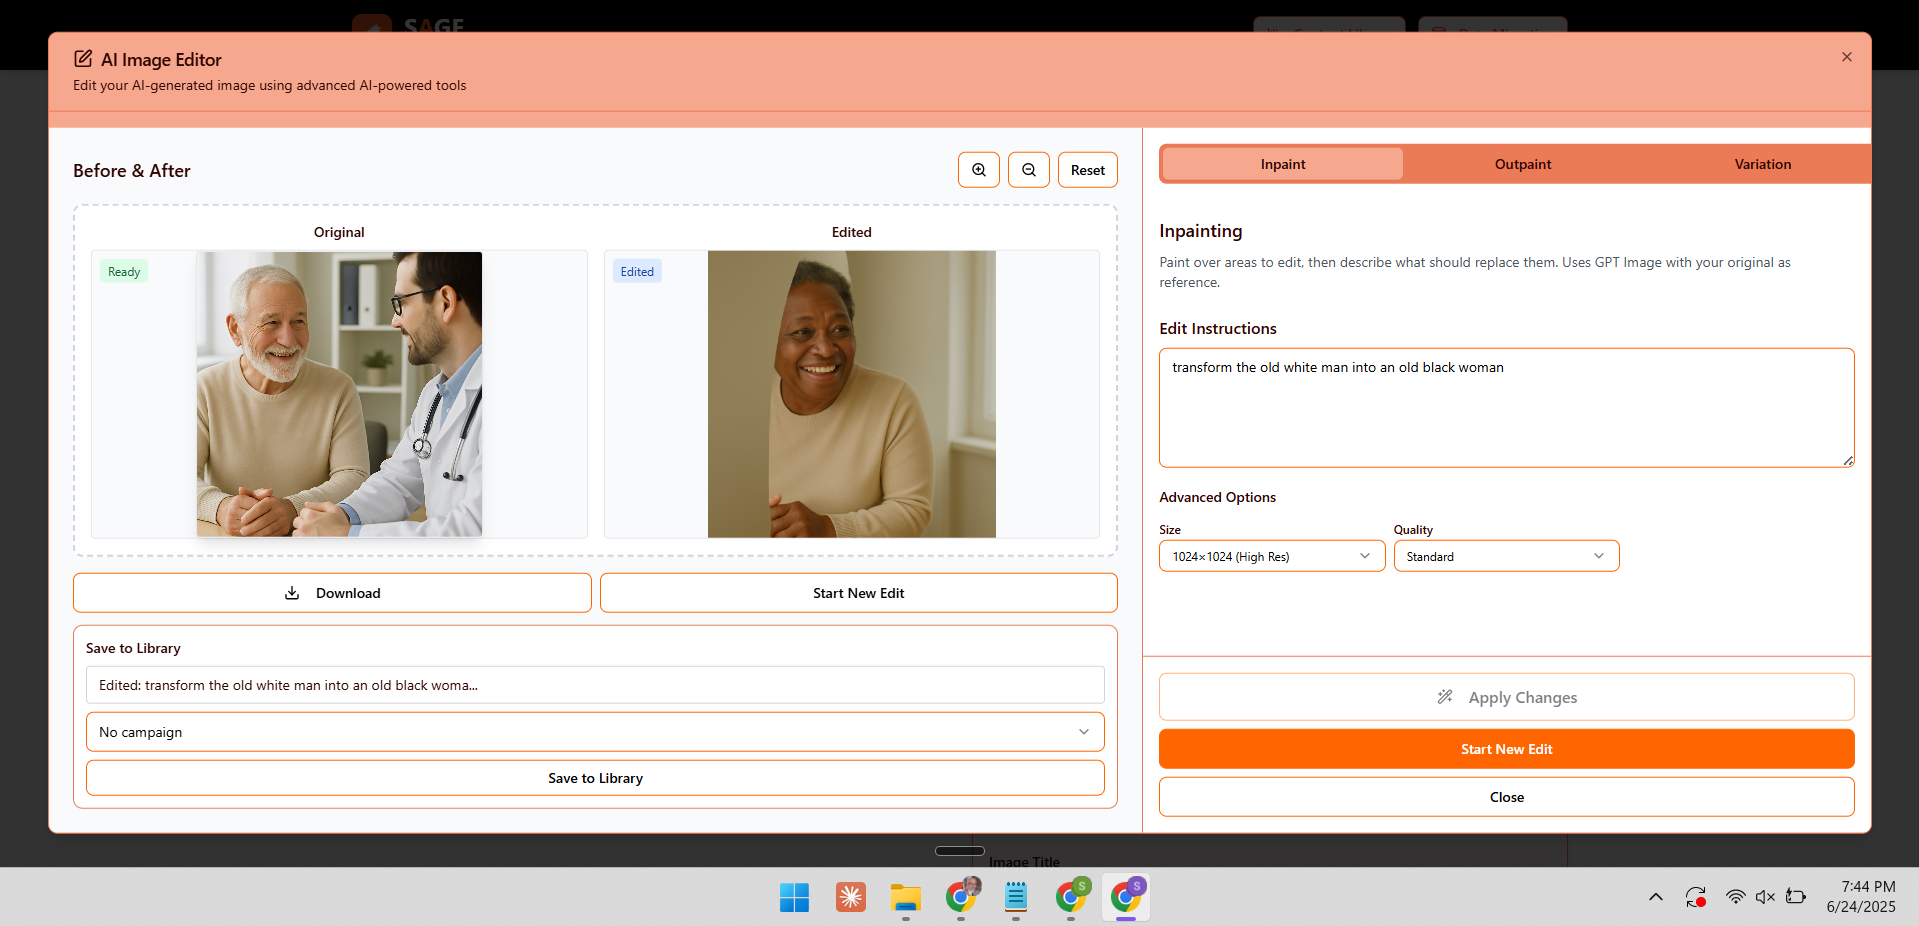 SAGE
AI Image Editor
Edit your AI-generated image using advanced AI-powered tools
Before & After
Reset
Original
Edited
Ready
Edited
Download
Start New Edit
Save to Library
Edited: transform the old white man into an old black woma...
No campaign
Save to Library
Inpaint
Outpaint
Variation
Inpainting
Paint over areas to edit, then describe what should replace them. Uses GPT Image with your original as
reference.
Edit Instructions
transform the old white man into an old black woman
Advanced Options
Size
Quality
1024×1024 (High Res)
Standard
Apply Changes
Start New Edit
Close
Image Title
S
S
7:44 PM
6/24/2025